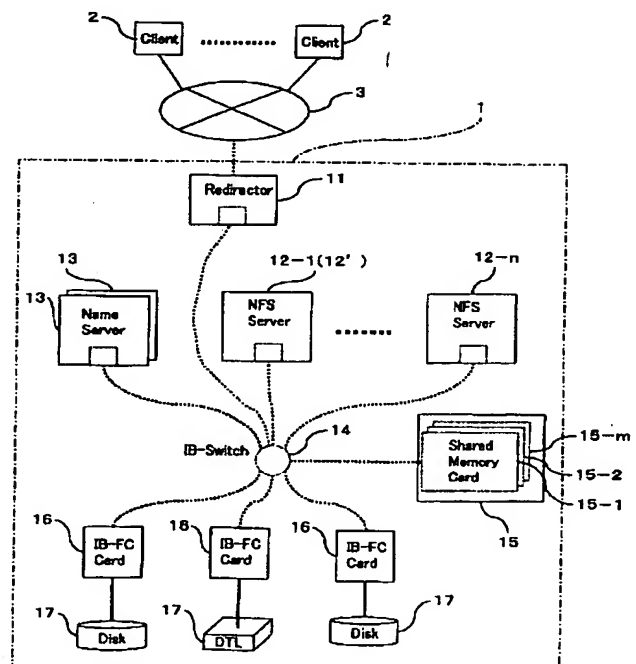 2
Client
Client
2
3
1
Redirector
11
13
13
Name
Server
12-1(12')
NFS
Server
12-n
NFS
Server
14
IB-Switch
Shared
Memory
Card
15-m
15-2
15-1
15
16
IB-FC
Card
18
IB-FC
Card
16
IB-FC
Card
17
Disk
17
DTL
17
Disk